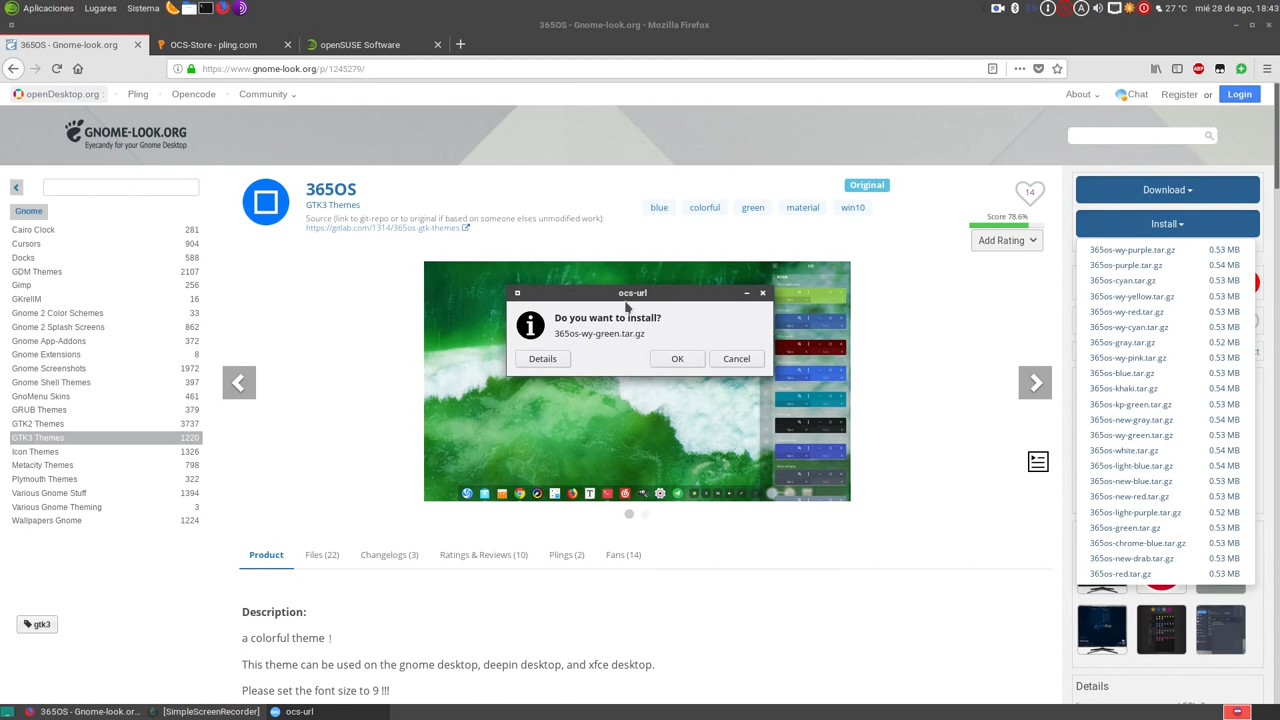 Aplicaciones Lugares Sistema
27 °C mié 28 de ago, 18:43
365OS - Gnome-look.org - Mozilla Firefox
365OS - Gnome-look.org
OCS-Store - pling.com
openSUSE Software
https://www.gnome-look.org/p/1245279/
openDesktop.org :
Pling
Opencode
Community
About
Chat
Register or Login
GNOME-LOOK.ORG
Eyecandy for your Gnome Desktop
Gnome
Cairo Clock 281
Cursors 904
Docks 588
GDM Themes 2107
Gimp 256
GKrellM 16
Gnome 2 Color Schemes 33
Gnome 2 Splash Screens 862
Gnome App-Addons 372
Gnome Extensions 8
Gnome Screenshots 1972
Gnome Shell Themes 397
GnoMenu Skins 461
GRUB Themes 379
GTK2 Themes 3737
GTK3 Themes 1220
Icon Themes 1326
Metacity Themes 798
Plymouth Themes 322
Various Gnome Stuff 1394
Various Gnome Theming 3
Wallpapers Gnome 1224
gtk3
365OS
GTK3 Themes
Source (link to git-repo or to original if based on someone elses unmodified work):
https://gitlab.com/1314/365os-gtk-themes
Original
blue colorful green material win10
14
Score 78.6%
Add Rating
ocs-url
Do you want to install?
365os-wy-green.tar.gz
Details OK Cancel
Product Files (22) Changelogs (3) Ratings & Reviews (10) Plings (2) Fans (14)
Description:
a colorful theme！
This theme can be used on the gnome desktop, deepin desktop, and xfce desktop.
Please set the font size to 9 !!!
Download
Install
365os-wy-purple.tar.gz 0.53 MB
365os-purple.tar.gz 0.54 MB
365os-cyan.tar.gz 0.53 MB
365os-wy-yellow.tar.gz 0.53 MB
365os-wy-red.tar.gz 0.53 MB
365os-wy-cyan.tar.gz 0.53 MB
365os-gray.tar.gz 0.52 MB
365os-wy-pink.tar.gz 0.53 MB
365os-blue.tar.gz 0.53 MB
365os-khaki.tar.gz 0.54 MB
365os-kp-green.tar.gz 0.53 MB
365os-new-gray.tar.gz 0.54 MB
365os-wy-green.tar.gz 0.53 MB
365os-white.tar.gz 0.54 MB
365os-light-blue.tar.gz 0.53 MB
365os-new-blue.tar.gz 0.53 MB
365os-new-red.tar.gz 0.53 MB
365os-light-purple.tar.gz 0.52 MB
365os-green.tar.gz 0.53 MB
365os-chrome-blue.tar.gz 0.53 MB
365os-new-drab.tar.gz 0.53 MB
365os-red.tar.gz 0.53 MB
Details
365OS - Gnome-look.or...
[SimpleScreenRecorder]
ocs-url